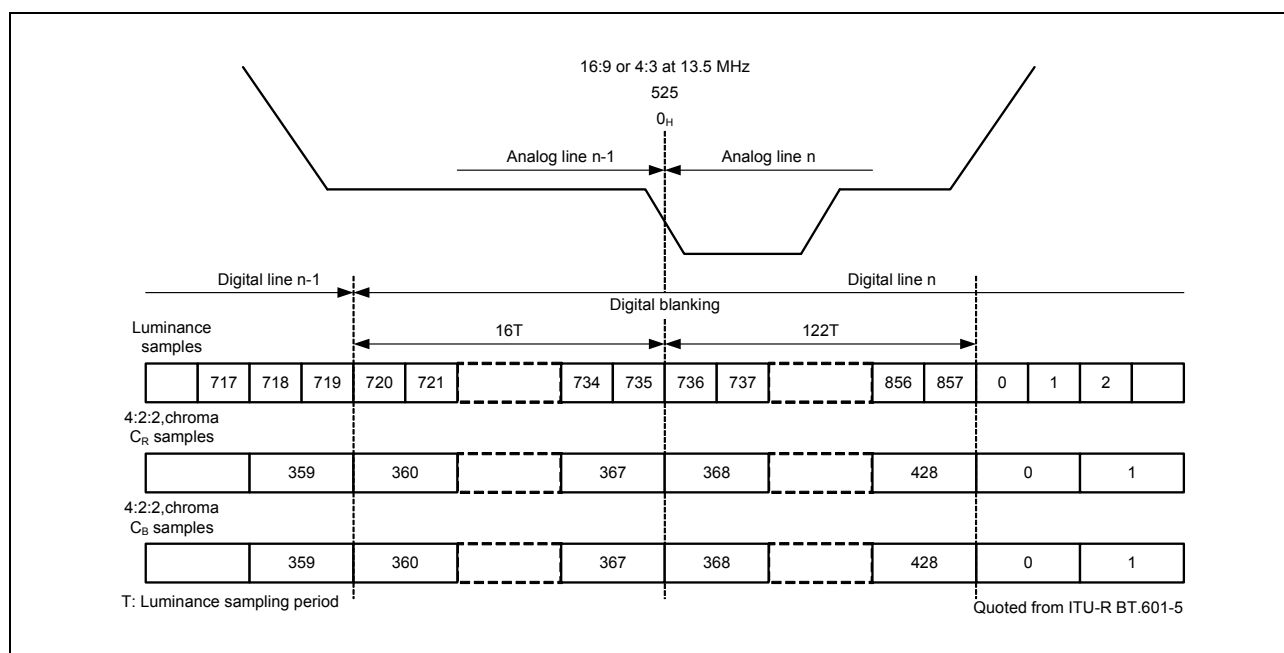 16:9 or 4:3 at 13.5 MHz
525
0H
Analog line n-1 Analog line n
Digital line n-1 Digital line n
Digital blanking
16T 122T
Luminance
samples
717 718 719 720 721 734 735 736 737 856 857 0 1 2
4:2:2,chroma
CR samples
359 360 367 368 428 0 1
4:2:2,chroma
CB samples
359 360 367 368 428 0 1
T: Luminance sampling period Quoted from ITU-R BT.601-5